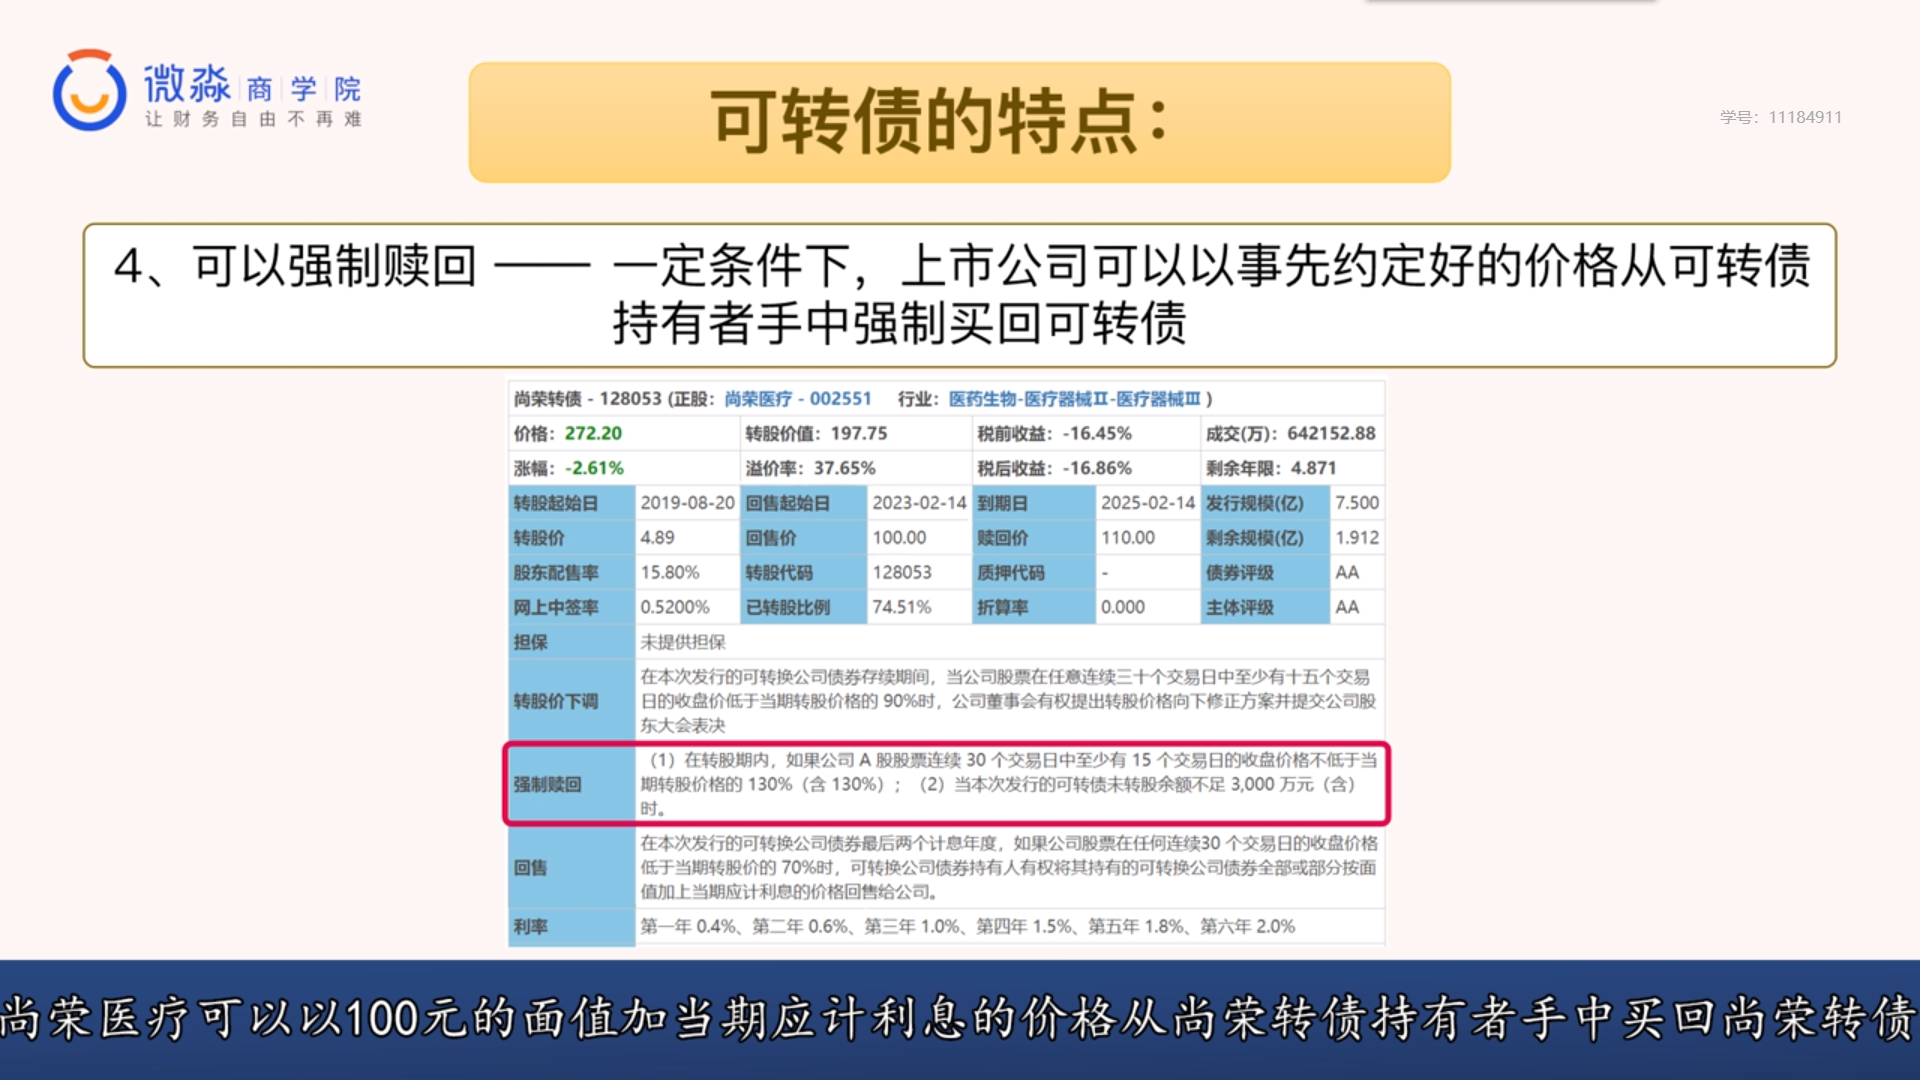 微淼 商 学 院
让财务自由不再难
可转债的特点：
学号：11184911
4、可以强制赎回 —— 一定条件下，上市公司可以以事先约定好的价格从可转债
持有者手中强制买回可转债
尚荣转债 - 128053 (正股：尚荣医疗 - 002551 行业：医药生物-医疗器械Ⅱ-医疗器械Ⅲ )
价格：272.20 转股价值：197.75 税前收益：-16.45% 成交(万)：642152.88
涨幅：-2.61% 溢价率：37.65% 税后收益：-16.86% 剩余年限：4.871
转股起始日 2019-08-20 回售起始日 2023-02-14 到期日 2025-02-14 发行规模(亿) 7.500
转股价 4.89 回售价 100.00 赎回价 110.00 剩余规模(亿) 1.912
股东配售率 15.80% 转股代码 128053 质押代码 - 债券评级 AA
网上中签率 0.5200% 已转股比例 74.51% 折算率 0.000 主体评级 AA
担保 未提供担保
转股价下调 在本次发行的可转换公司债券存续期间，当公司股票在任意连续三十个交易日中至少有十五个交易
日的收盘价低于当期转股价格的 90%时，公司董事会有权提出转股价格向下修正方案并提交公司股
东大会表决
强制赎回 （1）在转股期内，如果公司 A 股股票连续 30 个交易日中至少有 15 个交易日的收盘价格不低于当
期转股价格的 130%（含 130%）；（2）当本次发行的可转债未转股余额不足 3,000 万元（含）
时。
回售 在本次发行的可转换公司债券最后两个计息年度，如果公司股票在任何连续30 个交易日的收盘价格
低于当期转股价的 70%时，可转换公司债券持有人有权将其持有的可转换公司债券全部或部分按面
值加上当期应计利息的价格回售给公司。
利率 第一年 0.4%、第二年 0.6%、第三年 1.0%、第四年 1.5%、第五年 1.8%、第六年 2.0%
尚荣医疗可以以100元的面值加当期应计利息的价格从尚荣转债持有者手中买回尚荣转债